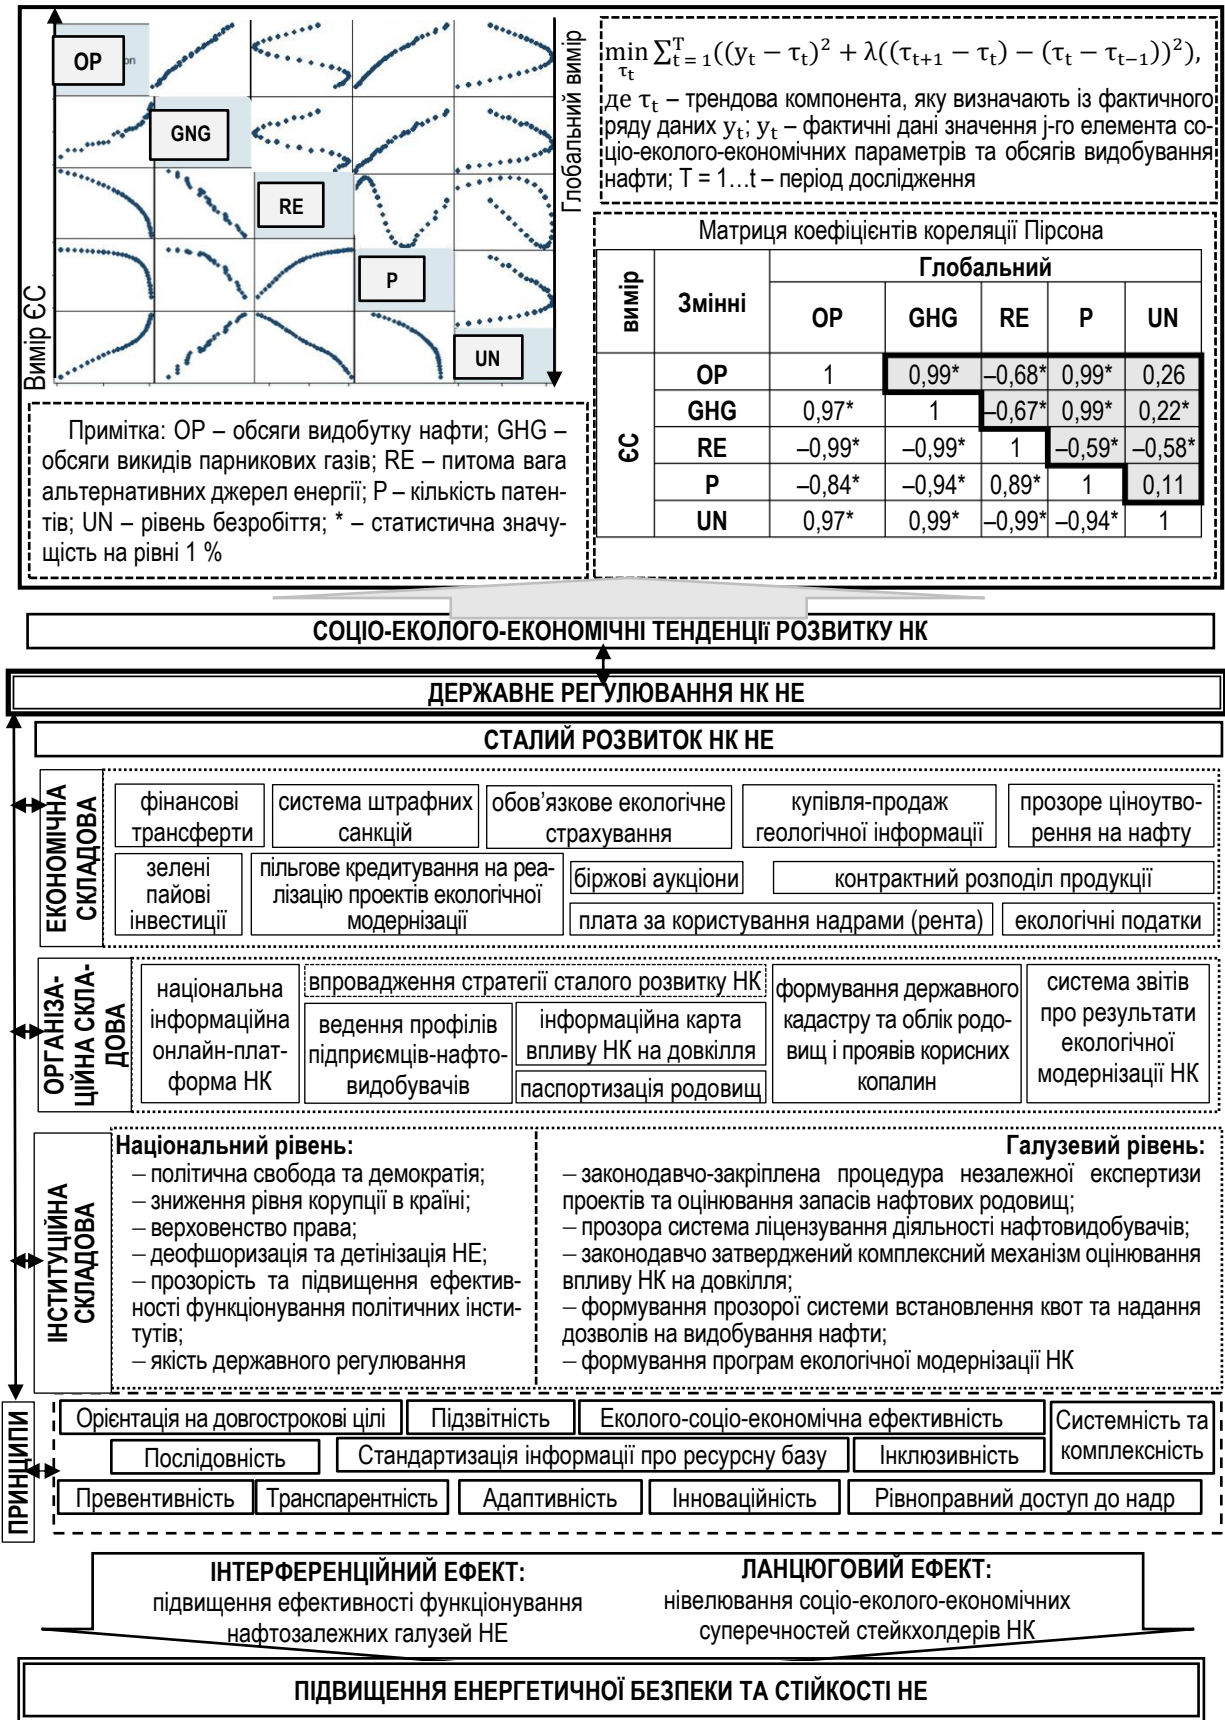 OP
on
GNG
RE
P
UN
Глобальний вимір
Вимір ЄС
min τt ∑ᵀt = 1((yt − τt)² + λ((τt+1 − τt) − (τt − τt−1))²),
де τt – трендова компонента, яку визначають із фактичного
ряду даних yt; yt – фактичні дані значення j-го елемента со-
ціо-еколого-економічних параметрів та обсягів видобування
нафти; T = 1…t – період дослідження
Матриця коефіцієнтів кореляції Пірсона
вимір Змінні Глобальний
OP GHG RE P UN
ЄС
OP 1 0,99* –0,68* 0,99* 0,26
GHG 0,97* 1 –0,67* 0,99* 0,22*
RE –0,99* –0,99* 1 –0,59* –0,58*
P –0,84* –0,94* 0,89* 1 0,11
UN 0,97* 0,99* –0,99* –0,94* 1
Примітка: OP – обсяги видобутку нафти; GHG –
обсяги викидів парникових газів; RE – питома вага
альтернативних джерел енергії; P – кількість патен-
тів; UN – рівень безробіття; * – статистична значу-
щість на рівні 1 %
СОЦІО-ЕКОЛОГО-ЕКОНОМІЧНІ ТЕНДЕНЦІї РОЗВИТКУ НК
ДЕРЖАВНЕ РЕГУЛЮВАННЯ НК НЕ
СТАЛИЙ РОЗВИТОК НК НЕ
ЕКОНОМІЧНА
СКЛАДОВА
фінансові
трансферти
система штрафних
санкцій
обов’язкове екологічне
страхування
купівля-продаж
геологічної інформації
прозоре ціноутво-
рення на нафту
зелені
пайові
інвестиції
пільгове кредитування на реа-
лізацію проектів екологічної
модернізації
біржові аукціони
контрактний розподіл продукції
плата за користування надрами (рента)
екологічні податки
ОРГАНІЗА-
ЦІЙНА СКЛА-
ДОВА
національна
інформаційна
онлайн-плат-
форма НК
впровадження стратегії сталого розвитку НК
ведення профілів
підприємців-нафто-
видобувачів
інформаційна карта
впливу НК на довкілля
паспортизація родовищ
формування державного
кадастру та облік родо-
вищ і проявів корисних
копалин
система звітів
про результати
екологічної
модернізації НК
ІНСТИТУЦІЙНА
СКЛАДОВА
Національний рівень:
– політична свобода та демократія;
– зниження рівня корупції в країні;
– верховенство права;
– деофшоризація та детінізація НЕ;
– прозорість та підвищення ефектив-
ності функціонування політичних інсти-
тутів;
– якість державного регулювання
Галузевий рівень:
– законодавчо-закріплена процедура незалежної експертизи
проектів та оцінювання запасів нафтових родовищ;
– прозора система ліцензування діяльності нафтовидобувачів;
– законодавчо затверджений комплексний механізм оцінювання
впливу НК на довкілля;
– формування прозорої системи встановлення квот та надання
дозволів на видобування нафти;
– формування програм екологічної модернізації НК
ПРИНЦИПИ
Орієнтація на довгострокові цілі
Підзвітність
Еколого-соціо-економічна ефективність
Системність та
комплексність
Послідовність
Стандартизація інформації про ресурсну базу
Інклюзивність
Превентивність
Транспарентність
Адаптивність
Інноваційність
Рівноправний доступ до надр
ІНТЕРФЕРЕНЦІЙНИЙ ЕФЕКТ:
підвищення ефективності функціонування
нафтозалежних галузей НЕ
ЛАНЦЮГОВИЙ ЕФЕКТ:
нівелювання соціо-еколого-економічних
суперечностей стейкхолдерів НК
ПІДВИЩЕННЯ ЕНЕРГЕТИЧНОЇ БЕЗПЕКИ ТА СТІЙКОСТІ НЕ